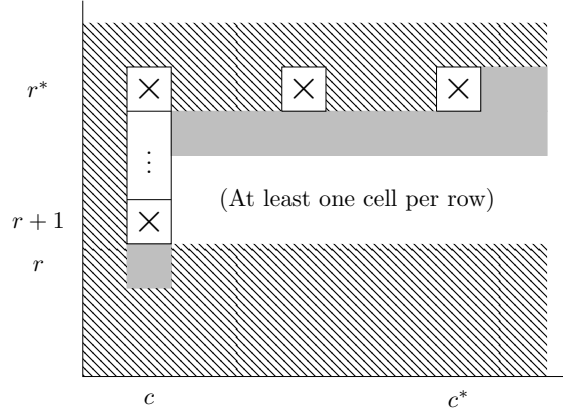 r*
× × ×
⋮
(At least one cell per row)
r + 1
×
r
c c*